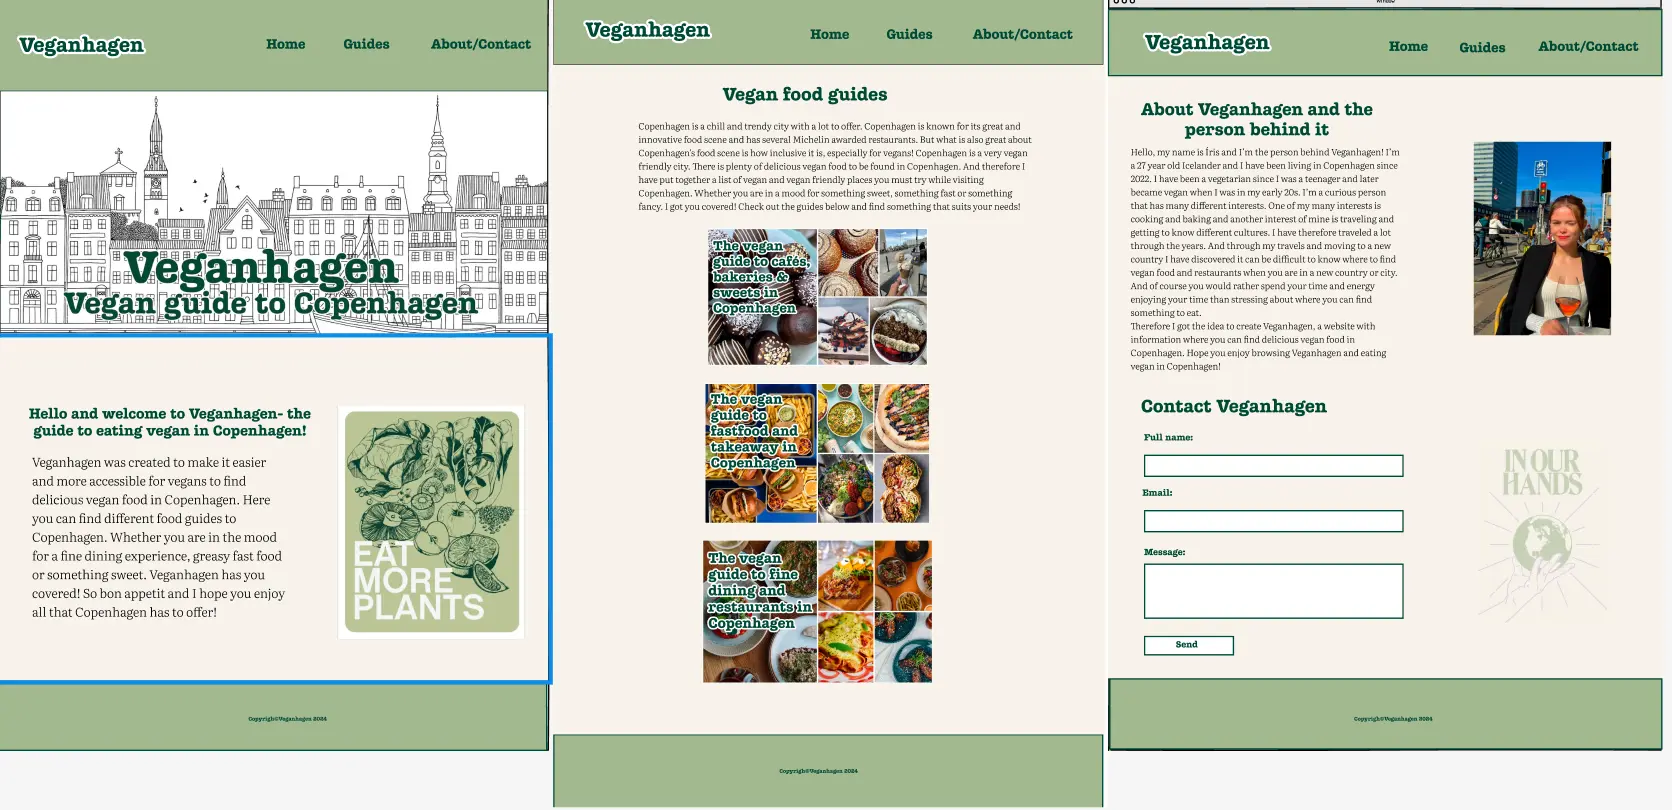 Veganhagen
Home
Guides
About/Contact
Veganhagen
Vegan guide to Copenhagen
Hello and welcome to Veganhagen- the
guide to eating vegan in Copenhagen!
Veganhagen was created to make it easier
and more accessible for vegans to find
delicious vegan food in Copenhagen. Here
you can find different food guides to
Copenhagen. Whether you are in the mood
for a fine dining experience, greasy fast food
or something sweet. Veganhagen has you
covered! So bon appetit and I hope you enjoy
all that Copenhagen has to offer!
EAT
MORE
PLANTS
Copyrigh©Veganhagen 2024
Veganhagen
Home
Guides
About/Contact
Vegan food guides
Copenhagen is a chill and trendy city with a lot to offer. Copenhagen is known for its great and
innovative food scene and has several Michelin awarded restaurants. But what is also great about
Copenhagen's food scene is how inclusive it is, especially for vegans! Copenhagen is a very vegan
friendly city. There is plenty of delicious vegan food to be found in Copenhagen. And therefore I
have put together a list of vegan and vegan friendly places you must try while visiting
Copenhagen. Whether you are in a mood for something sweet, something fast or something
fancy. I got you covered! Check out the guides below and find something that suits your needs!
The vegan
guide to cafés,
bakeries &
sweets in
Copenhagen
The vegan
guide to
fastfood and
takeaway in
Copenhagen
The vegan
guide to fine
dining and
restaurants in
Copenhagen
Copyrigh©Veganhagen 2024
Veganhagen
Home
Guides
About/Contact
About Veganhagen and the
person behind it
Hello, my name is Íris and I'm the person behind Veganhagen! I'm
a 27 year old Icelander and I have been living in Copenhagen since
2022. I have been a vegetarian since I was a teenager and later
became vegan when I was in my early 20s. I'm a curious person
that has many different interests. One of my many interests is
cooking and baking and another interest of mine is traveling and
getting to know different cultures. I have therefore traveled a lot
through the years. And through my travels and moving to a new
country I have discovered it can be difficult to know where to find
vegan food and restaurants when you are in a new country or city.
And of course you would rather spend your time and energy
enjoying your time than stressing about where you can find
something to eat.
Therefore I got the idea to create Veganhagen, a website with
information where you can find delicious vegan food in
Copenhagen. Hope you enjoy browsing Veganhagen and eating
vegan in Copenhagen!
Contact Veganhagen
Full name:
Email:
Message:
Send
IN OUR
HANDS
Copyrigh©Veganhagen 2024